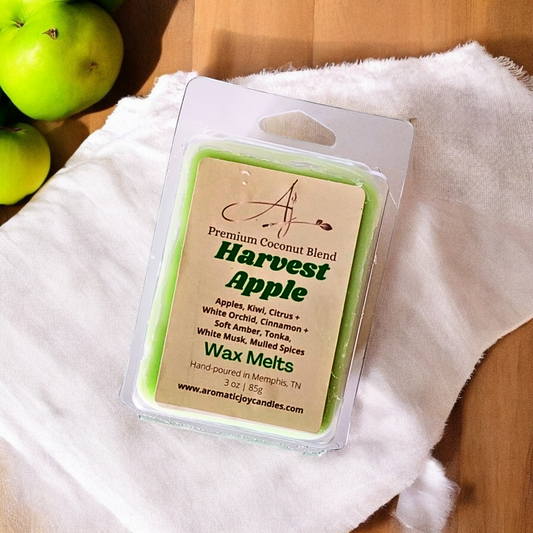 Aj
Premium Coconut Blend
Harvest
Apple
Apples, Kiwi, Citrus +
White Orchid, Cinnamon +
Soft Amber, Tonka,
White Musk, Mulled Spices
Wax Melts
Hand-poured in Memphis, TN
3 oz | 85g
www.aromaticjoycandles.com